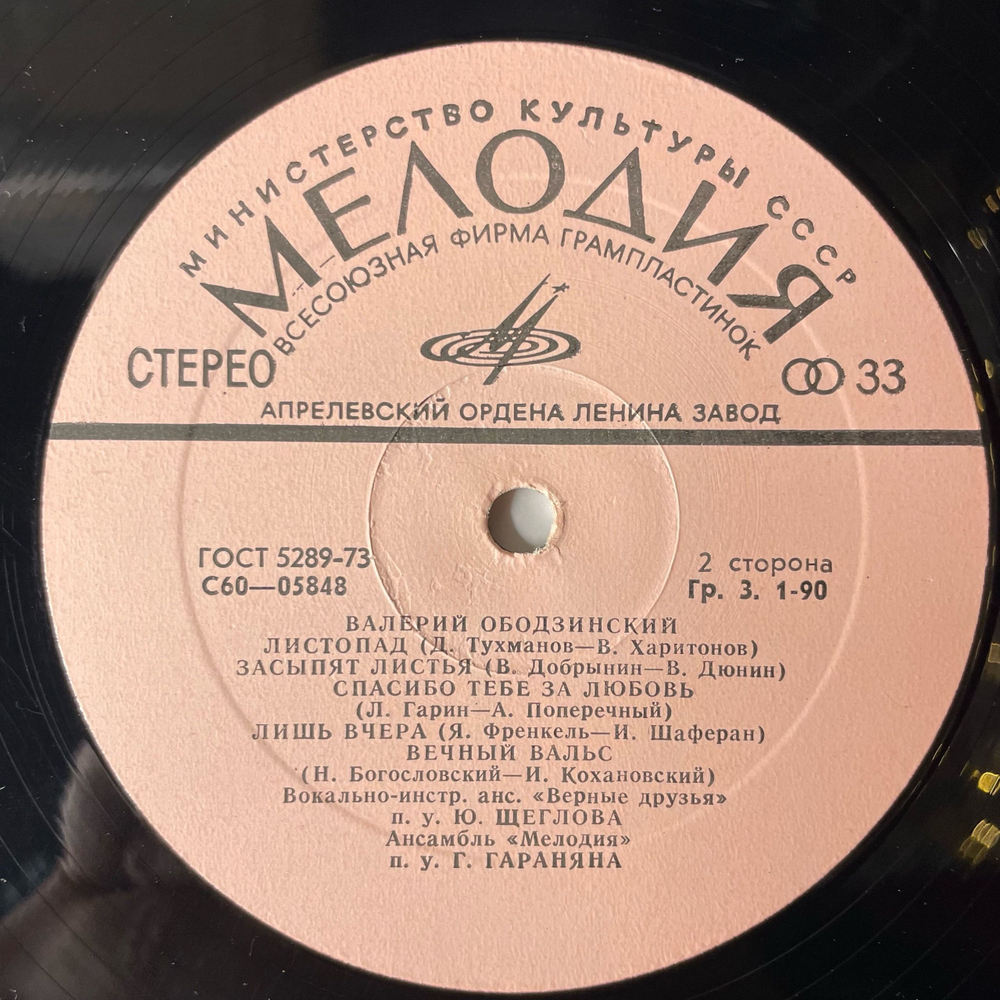 МИНИСТЕРСТВО КУЛЬТУРЫ СССР
МЕЛОДИЯ
ВСЕСОЮЗНАЯ ФИРМА ГРАМПЛАСТИНОК
СТЕРЕО
33
АПРЕЛЕВСКИЙ ОРДЕНА ЛЕНИНА ЗАВОД
ГОСТ 5289-73
С60—05848
2 сторона
Гр. 3. 1-90
ВАЛЕРИЙ ОБОДЗИНСКИЙ
ЛИСТОПАД (Д. Тухманов—В. Харитонов)
ЗАСЫПЯТ ЛИСТЬЯ (В. Добрынин—В. Дюнин)
СПАСИБО ТЕБЕ ЗА ЛЮБОВЬ
(Л. Гарин—А. Поперечный)
ЛИШЬ ВЧЕРА (Я. Френкель—И. Шаферан)
ВЕЧНЫЙ ВАЛЬС
(Н. Богословский—И. Кохановский)
Вокально-инстр. анс. «Верные друзья»
п. у. Ю. ЩЕГЛОВА
Ансамбль «Мелодия»
п. у. Г. ГАРАНЯНА